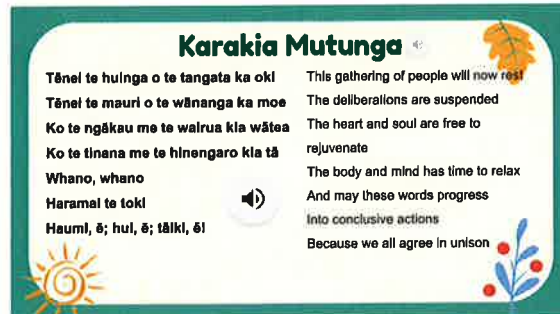 Karakia Mutunga
Tēnei te huinga o te tangata ka oki
Tēnei te mauri o te wānanga ka moe
Ko te ngākau me te wairua kia wātea
Ko te tinana me te hinengaro kia tā
Whano, whano
Haramai te toki
Haumi, ē; hui, ē; tāiki, ē!
This gathering of people will now rest
The deliberations are suspended
The heart and soul are free to
rejuvenate
The body and mind has time to relax
And may these words progress
Into conclusive actions
Because we all agree in unison